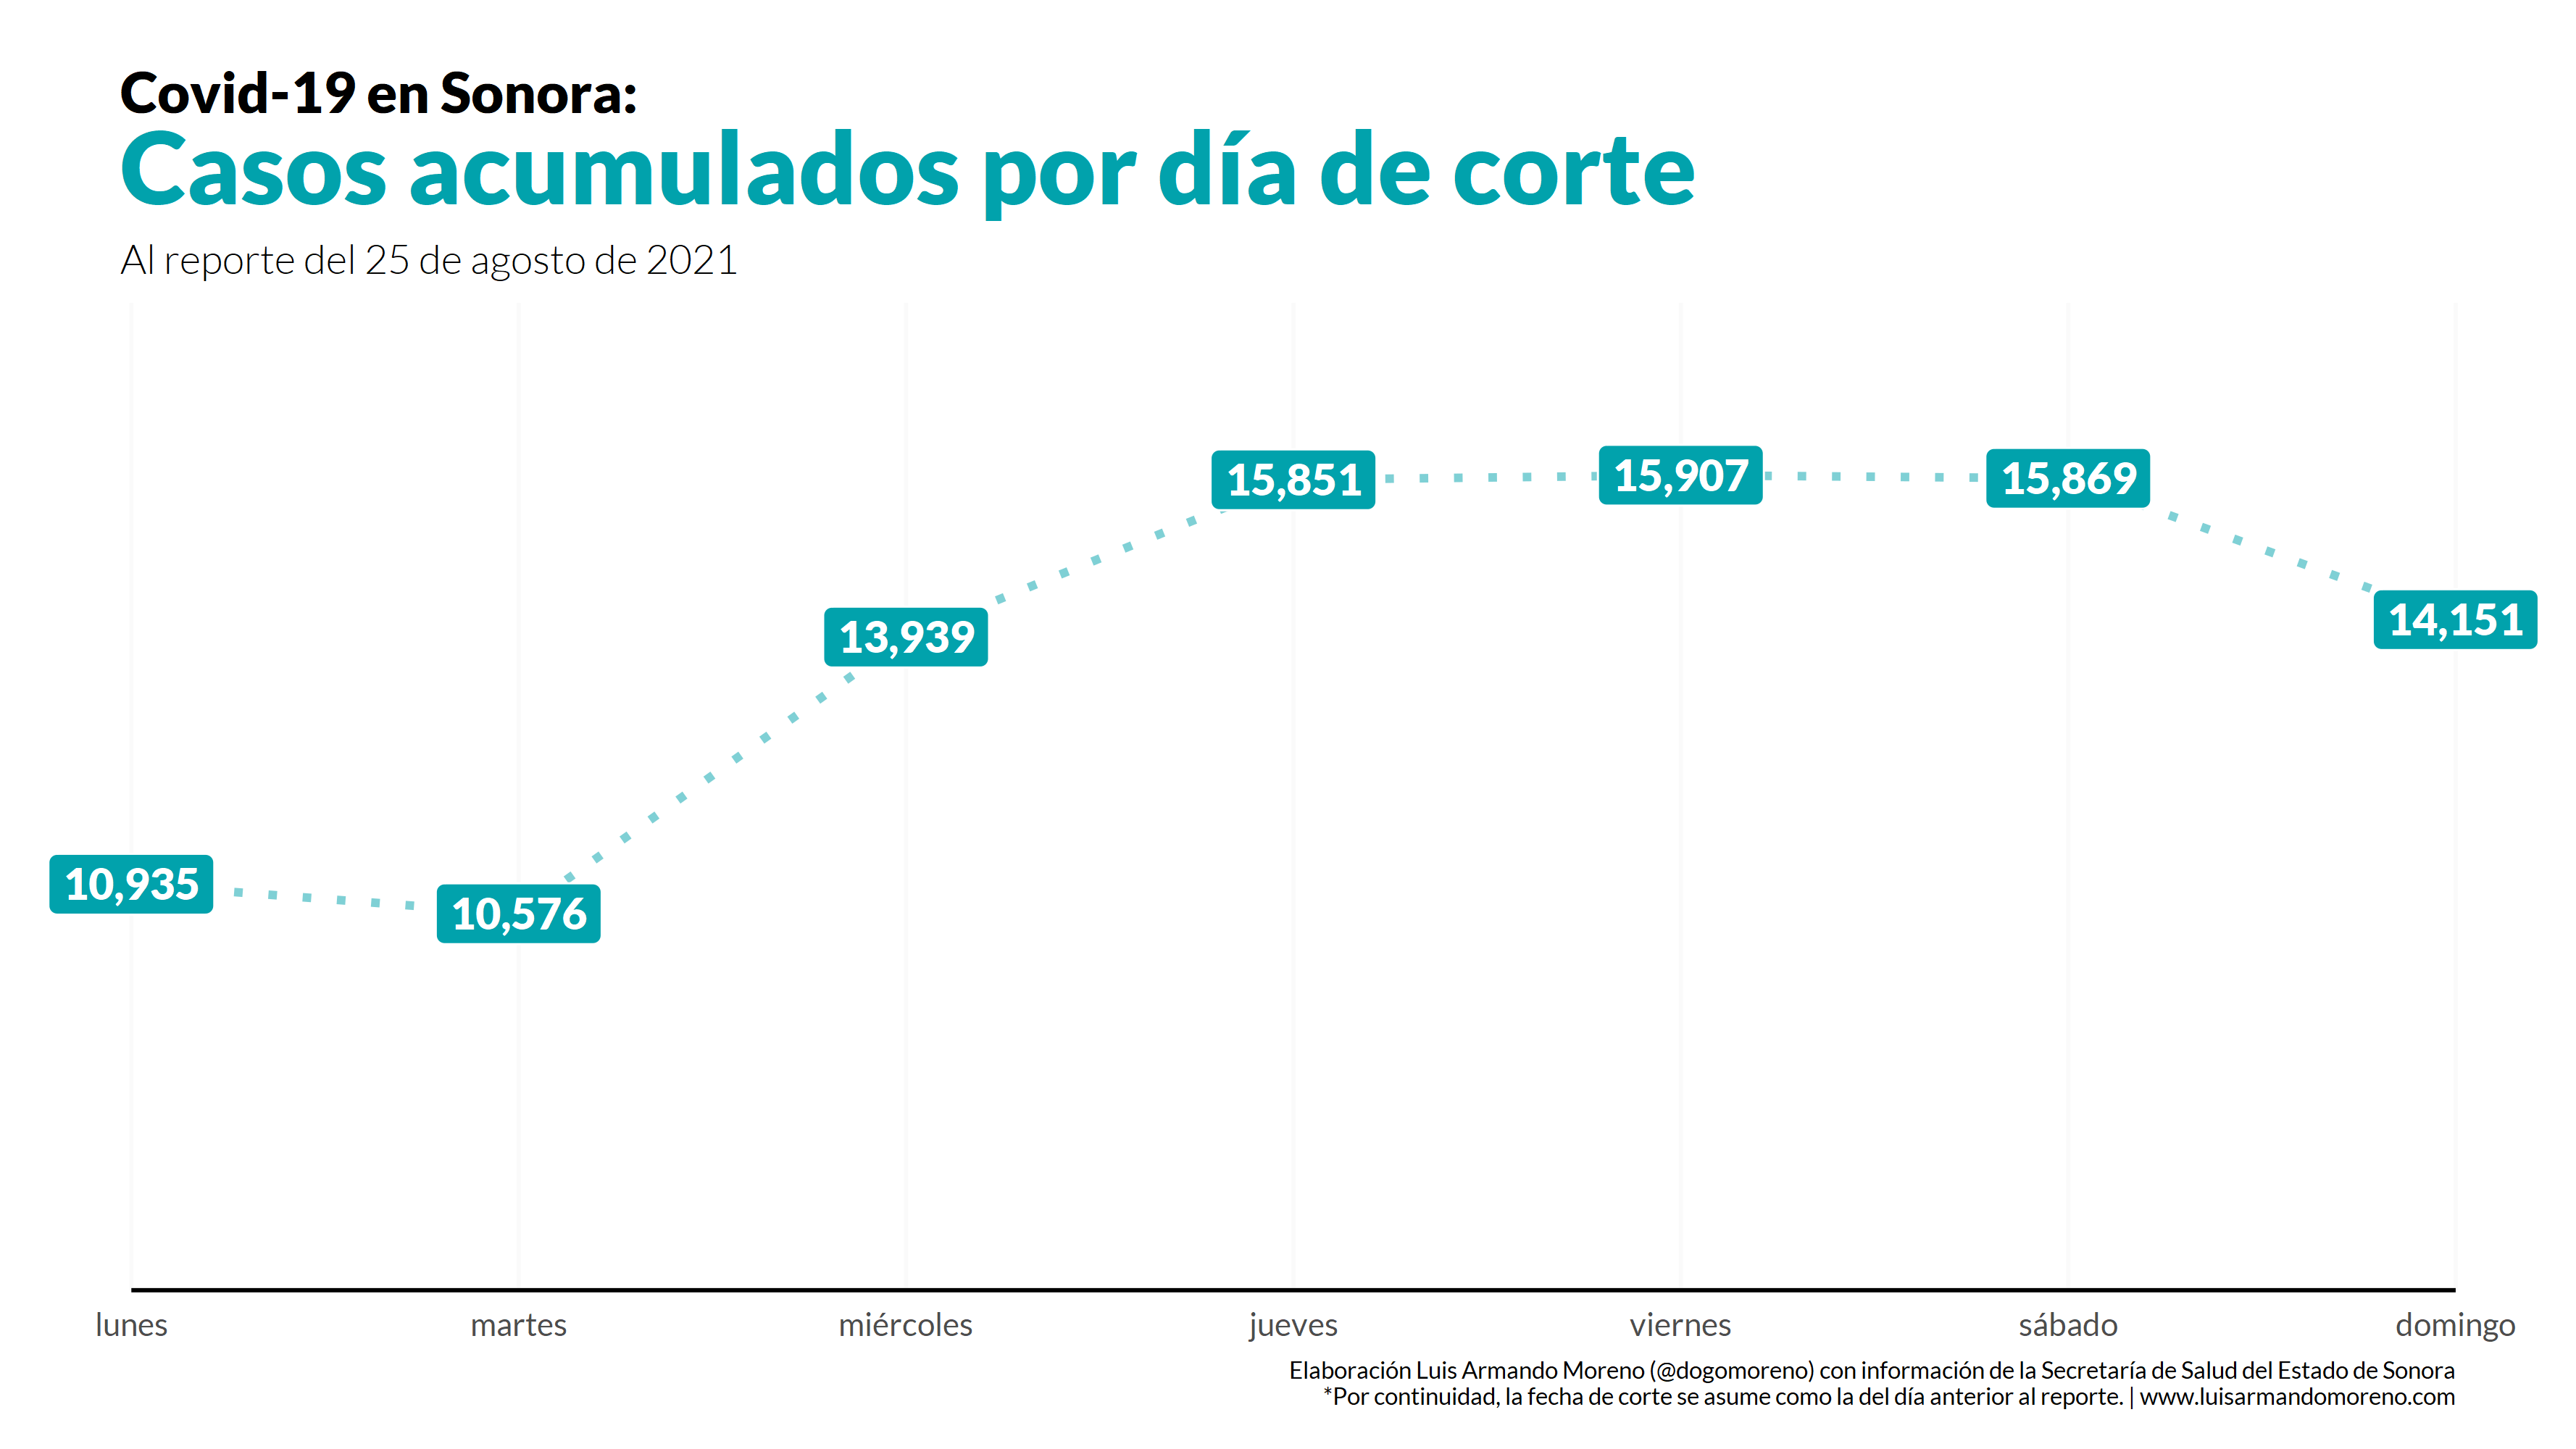 Covid-19 en Sonora:
Casos acumulados por día de corte
Al reporte del 25 de agosto de 2021
15,851
15,907
15,869
13,939
14,151
10,935
10,576
lunes
martes
miércoles
jueves
viernes
sábado
domingo
Elaboración Luis Armando Moreno (@dogomoreno) con información de la Secretaría de Salud del Estado de Sonora
*Por continuidad, la fecha de corte se asume como la del día anterior al reporte. | www.luisarmandomoreno.com